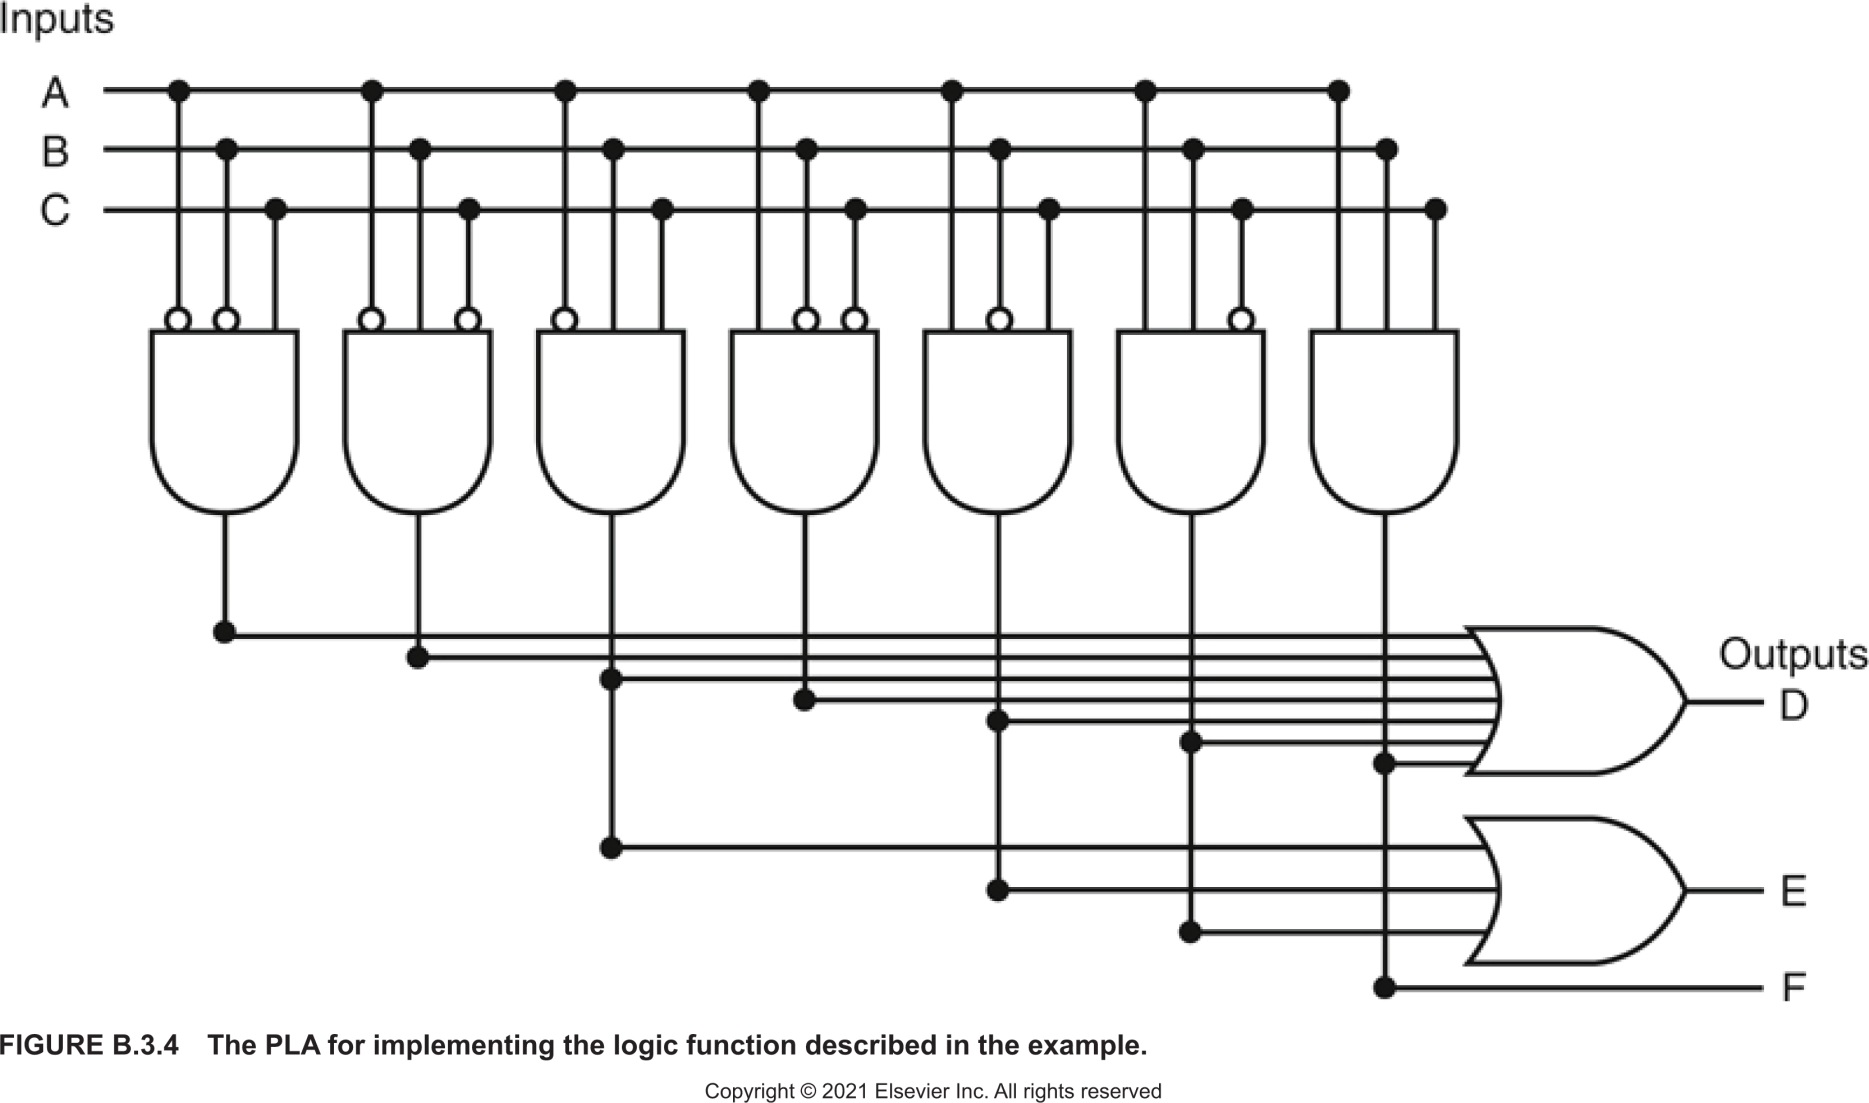 Inputs
A
B
C
Outputs
D
E
F
FIGURE B.3.4 The PLA for implementing the logic function described in the example.
Copyright © 2021 Elsevier Inc. All rights reserved